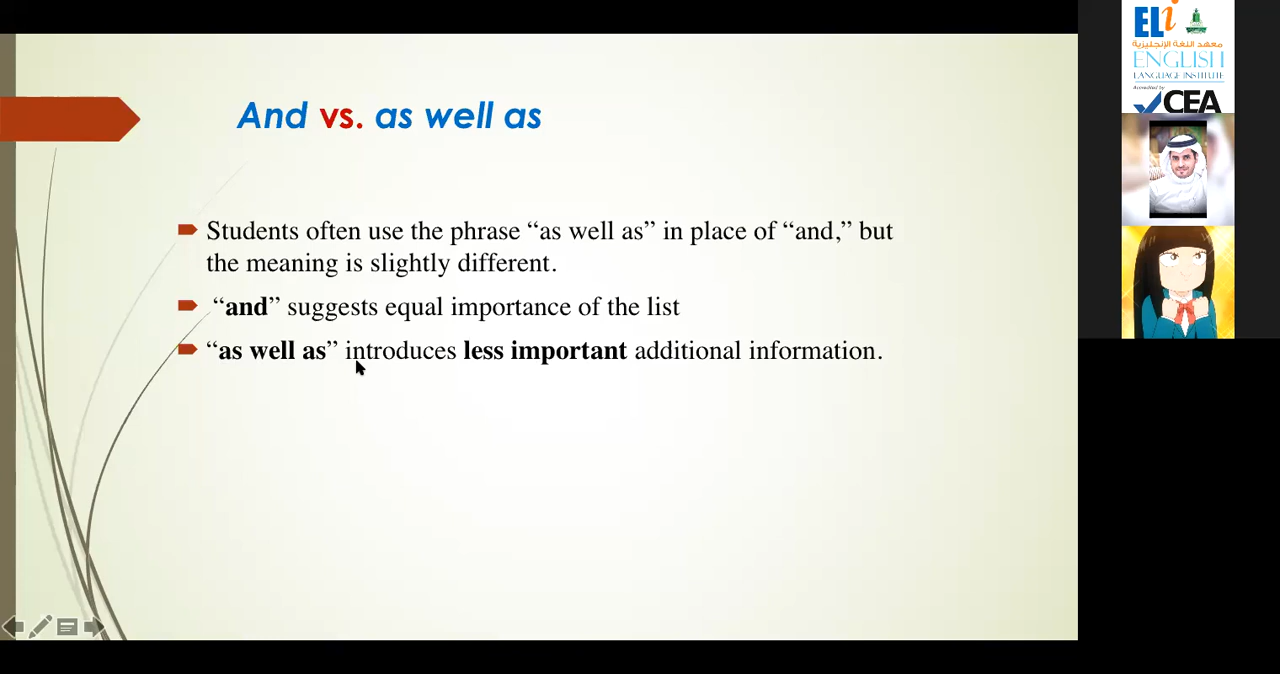 And vs. as well as
Students often use the phrase “as well as” in place of “and,” but
the meaning is slightly different.
“and” suggests equal importance of the list
“as well as” introduces less important additional information.
ELi
معهد اللغة الإنجليزية
ENGLISH
LANGUAGE INSTITUTE
Accredited by
CEA